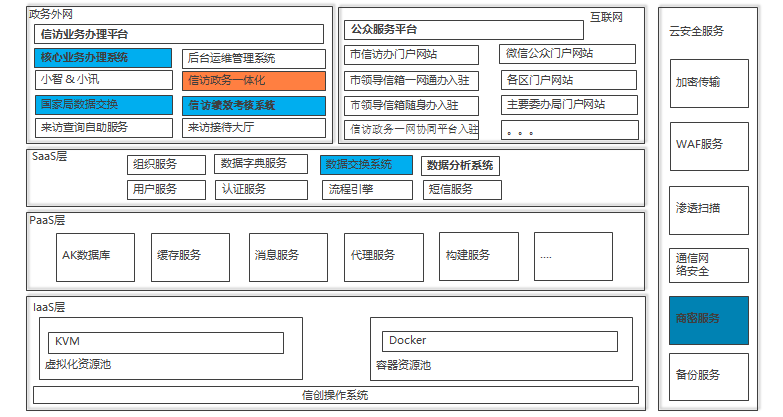 政务外网
信访业务办理平台
核心业务办理系统
后台运维管理系统
小智 & 小讯
信访政务一体化
国家局数据交换
信访绩效考核系统
来访查询自助服务
来访接待大厅
互联网
公众服务平台
市信访办门户网站
微信公众门户网站
市领导信箱一网通办入驻
各区门户网站
市领导信箱随身办入驻
主要委办局门户网站
信访政务一网协同平台入驻
。。。
SaaS层
组织服务
数据字典服务
数据交换系统
数据分析系统
用户服务
认证服务
流程引擎
短信服务
PaaS层
AK数据库
缓存服务
消息服务
代理服务
构建服务
....
IaaS层
KVM
虚拟化资源池
Docker
容器资源池
信创操作系统
云安全服务
加密传输
WAF服务
渗透扫描
通信网
络安全
商密服务
备份服务